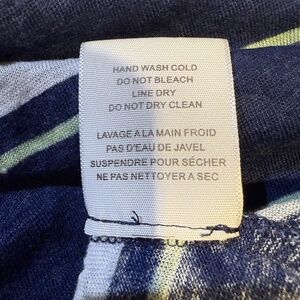 HAND WASH COLD
DO NOT BLEACH
LINE DRY
DO NOT DRY CLEAN
LAVAGE A LA MAIN FROID
PAS D'EAU DE JAVEL
SUSPENDRE POUR SÉCHER
NE PAS NETTOYER A SEC